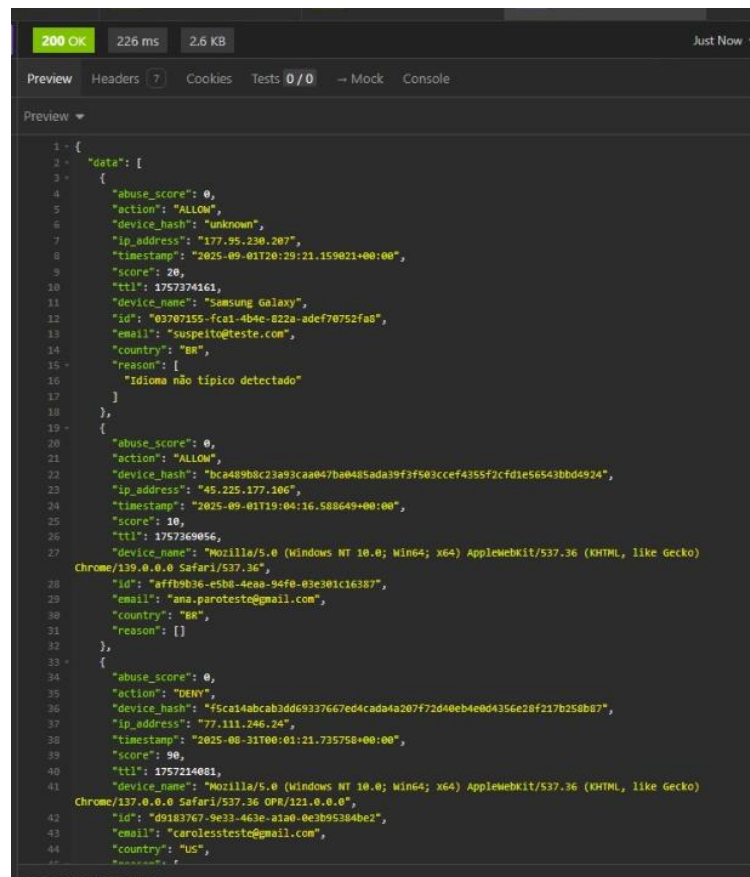 200 OK 226 ms 2.6 KB Just Now
Preview Headers 7 Cookies Tests 0 / 0 → Mock Console
Preview
1 {
2 "data": [
3 {
4 "abuse_score": 0,
5 "action": "ALLOW",
6 "device_hash": "unknown",
7 "ip_address": "177.95.230.207",
8 "timestamp": "2025-09-01T20:29:21.159021+00:00",
9 "score": 20,
10 "ttl": 1757374161,
11 "device_name": "Samsung Galaxy",
12 "id": "03707155-fca1-4b4e-822a-adef70752fa8",
13 "email": "suspeito@teste.com",
14 "country": "BR",
15 "reason": [
16 "Idioma não típico detectado"
17 ]
18 },
19 {
20 "abuse_score": 0,
21 "action": "ALLOW",
22 "device_hash": "bca489b8c23a93caa047ba0485ada39f3f503ccef4355f2cfd1e56543bbd4924",
23 "ip_address": "45.225.177.106",
24 "timestamp": "2025-09-01T19:04:16.588649+00:00",
25 "score": 10,
26 "ttl": 1757369056,
27 "device_name": "Mozilla/5.0 (Windows NT 10.0; Win64; x64) AppleWebKit/537.36 (KHTML, like Gecko)
Chrome/139.0.0.0 Safari/537.36",
28 "id": "affb9b36-e5b8-4eaa-94f0-03e301c16387",
29 "email": "ana.paroteste@gmail.com",
30 "country": "BR",
31 "reason": []
32 },
33 {
34 "abuse_score": 0,
35 "action": "DENY",
36 "device_hash": "f5ca14abcab3dd69337667ed4cada4a207f72d40eb4e0d4356e28f217b258b87",
37 "ip_address": "77.111.246.24",
38 "timestamp": "2025-08-31T00:01:21.735758+00:00",
39 "score": 90,
40 "ttl": 1757214081,
41 "device_name": "Mozilla/5.0 (Windows NT 10.0; Win64; x64) AppleWebKit/537.36 (KHTML, like Gecko)
Chrome/137.0.0.0 Safari/537.36 OPR/121.0.0.0",
42 "id": "d9183767-9e33-463e-a1a0-0e3b95384be2",
43 "email": "carolessteste@gmail.com",
44 "country": "US",